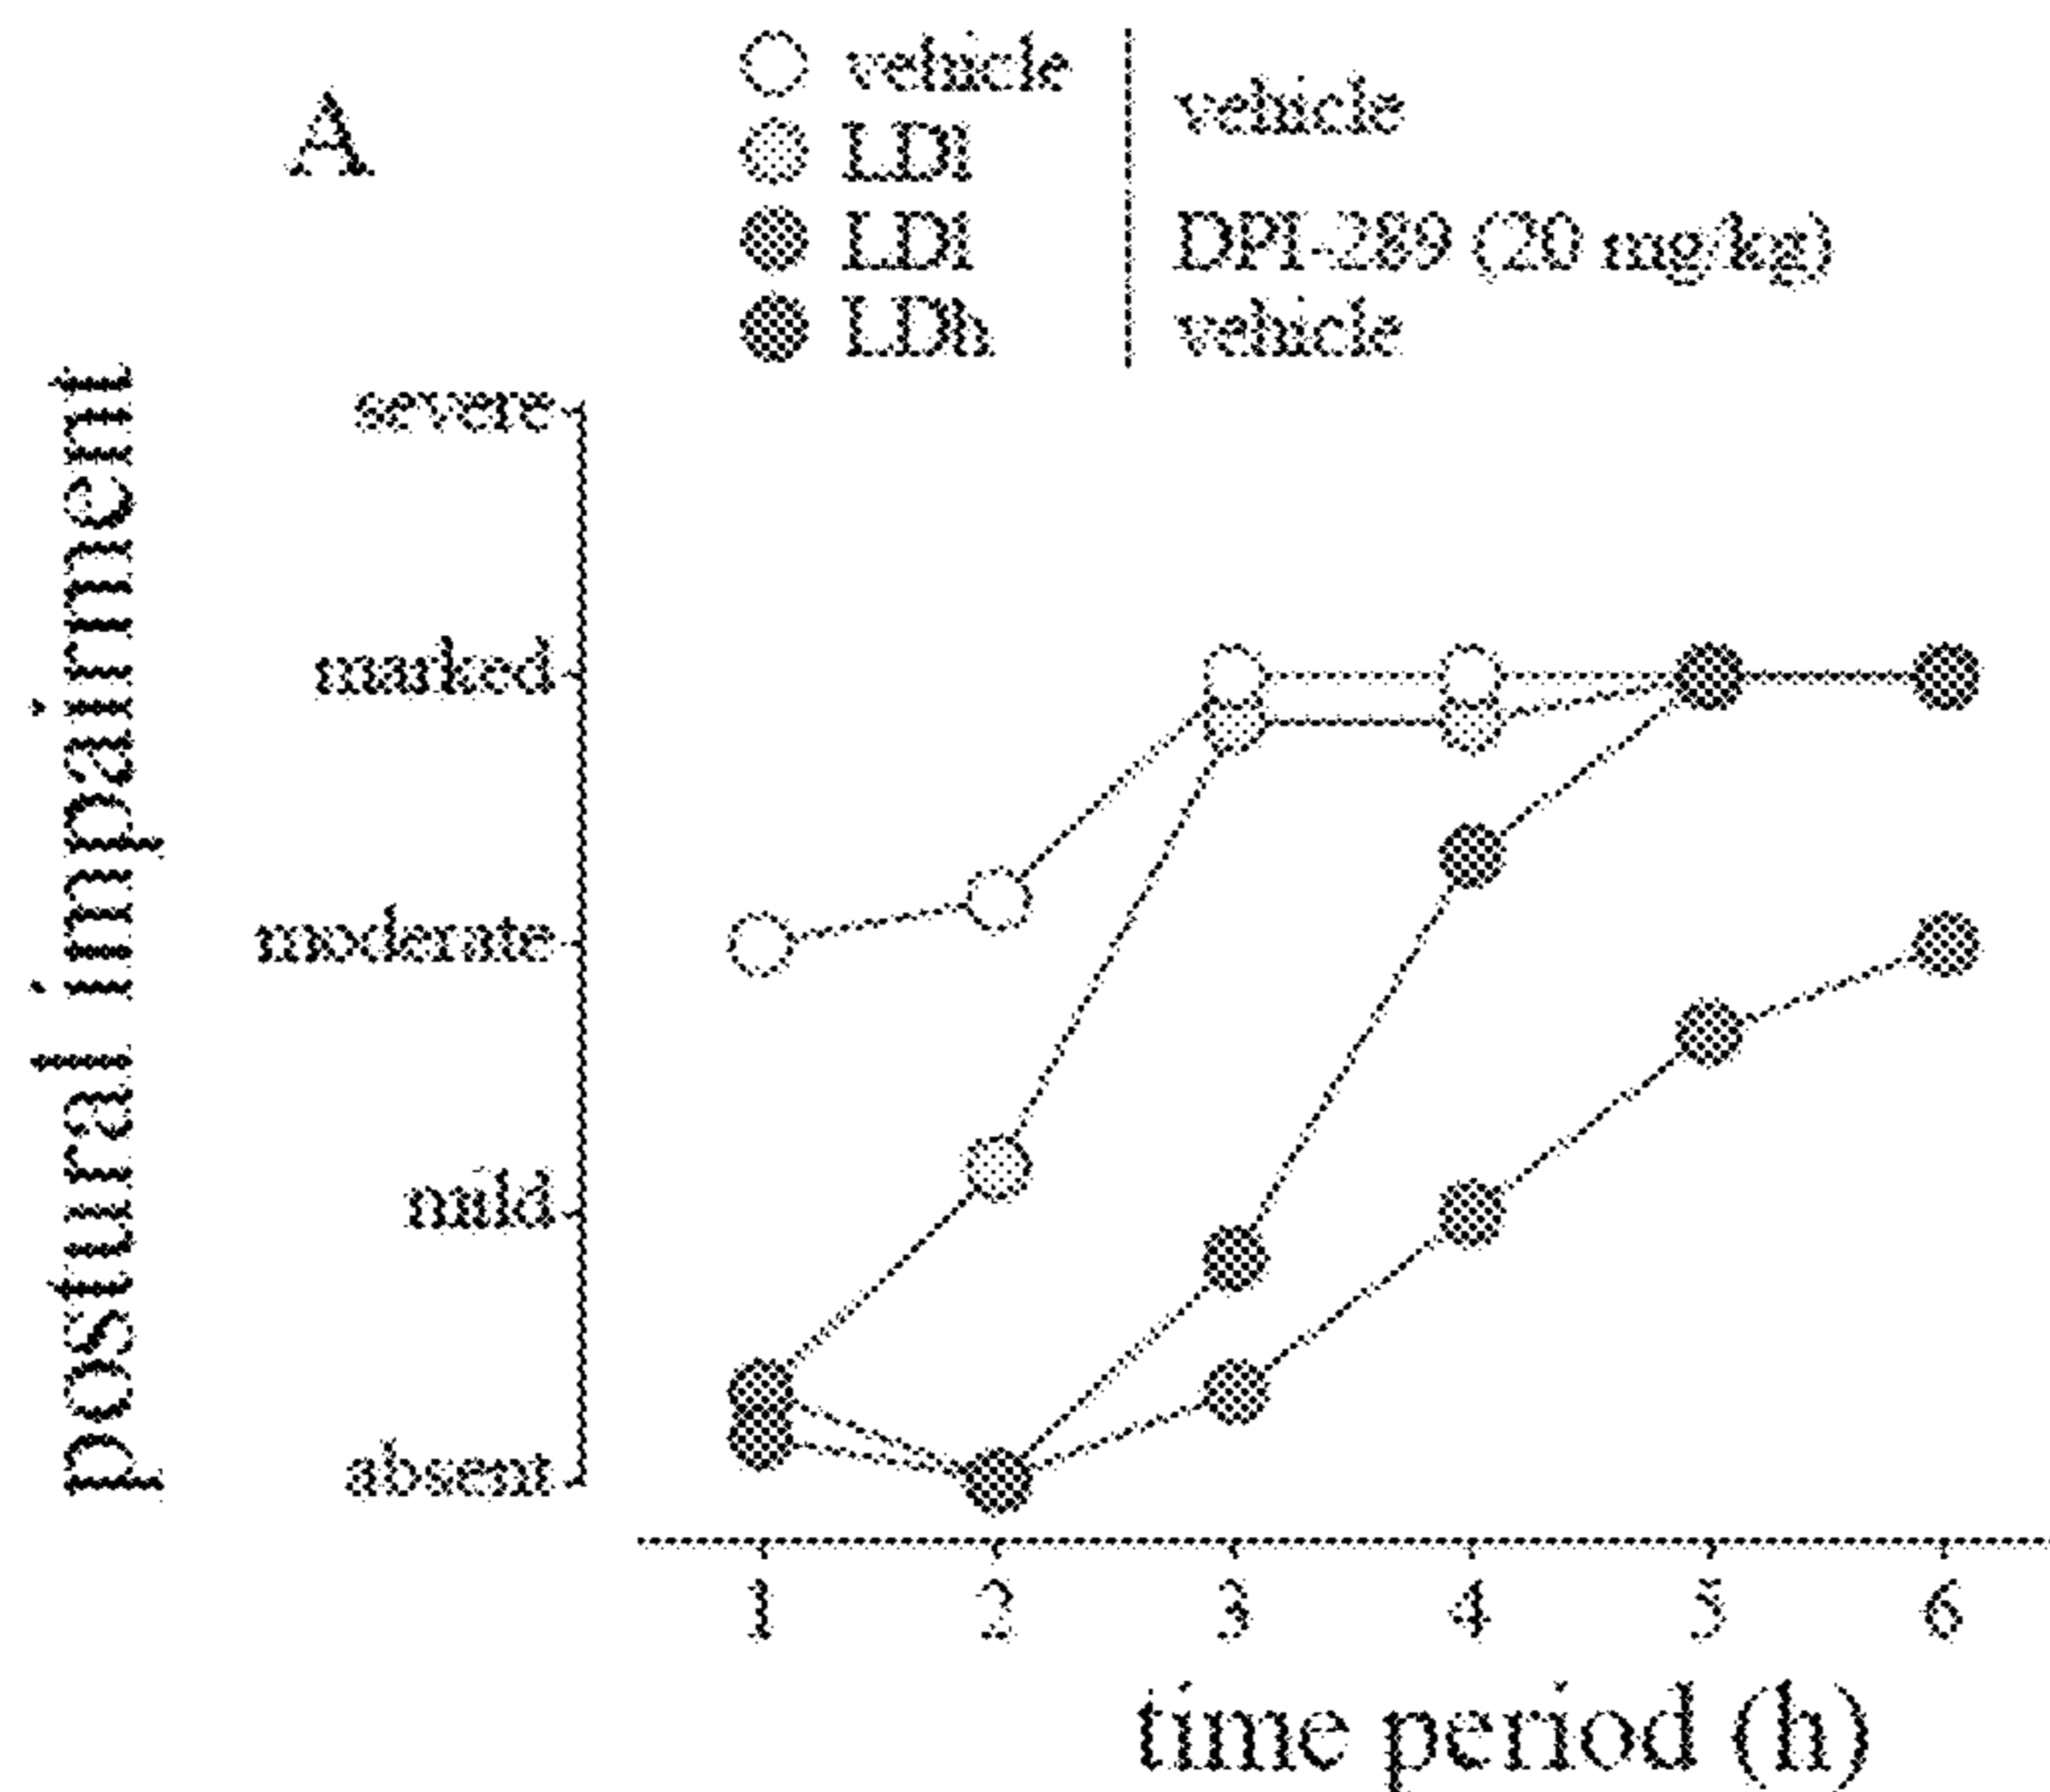 A
vehicle
vehicle
LDl
LDl DPI-289 (20 mg/kg)
LDh vehicle
postural impairment
severe
marked
moderate
mild
absent
1 2 3 4 5 6
time period (h)